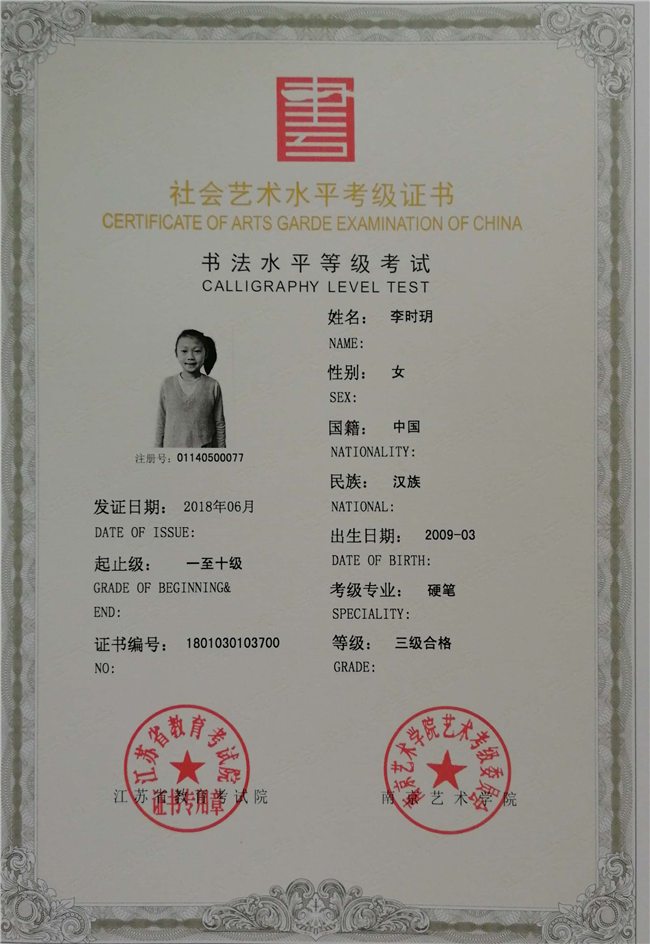 社会艺术水平考级证书
CERTIFICATE OF ARTS GARDE EXAMINATION OF CHINA
书法水平等级考试
CALLIGRAPHY LEVEL TEST
姓名： 李时玥
NAME:
性别： 女
SEX:
国籍： 中国
NATIONALITY:
注册号：01140500077
民族： 汉族
NATIONAL:
发证日期： 2018年06月
DATE OF ISSUE:
出生日期： 2009-03
DATE OF BIRTH:
起止级： 一至十级
GRADE OF BEGINNING&
END:
考级专业： 硬笔
SPECIALITY:
证书编号： 1801030103700
NO:
等级： 三级合格
GRADE:
江苏省教育考试院
证书专用章
江苏省教育考试院
南京艺术学院艺术考级委员会
南京艺术学院